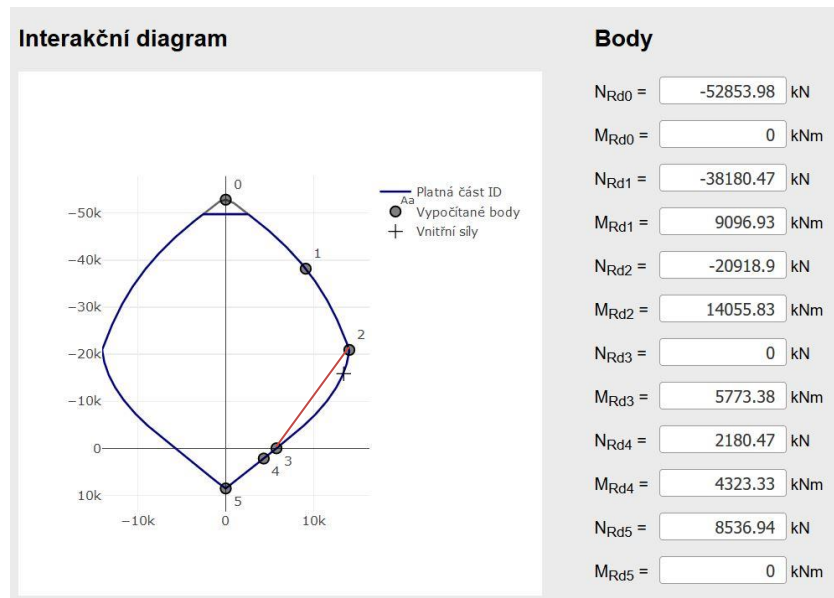 Interakční diagram
0
1
2
3
4
5
−50k
−40k
−30k
−20k
−10k
0
10k
−10k
0
10k
Platná část ID
Aa
Vypočítané body
Vnitřní síly
Body
NRd0 = -52853.98 kN
MRd0 = 0 kNm
NRd1 = -38180.47 kN
MRd1 = 9096.93 kNm
NRd2 = -20918.9 kN
MRd2 = 14055.83 kNm
NRd3 = 0 kN
MRd3 = 5773.38 kNm
NRd4 = 2180.47 kN
MRd4 = 4323.33 kNm
NRd5 = 8536.94 kN
MRd5 = 0 kNm